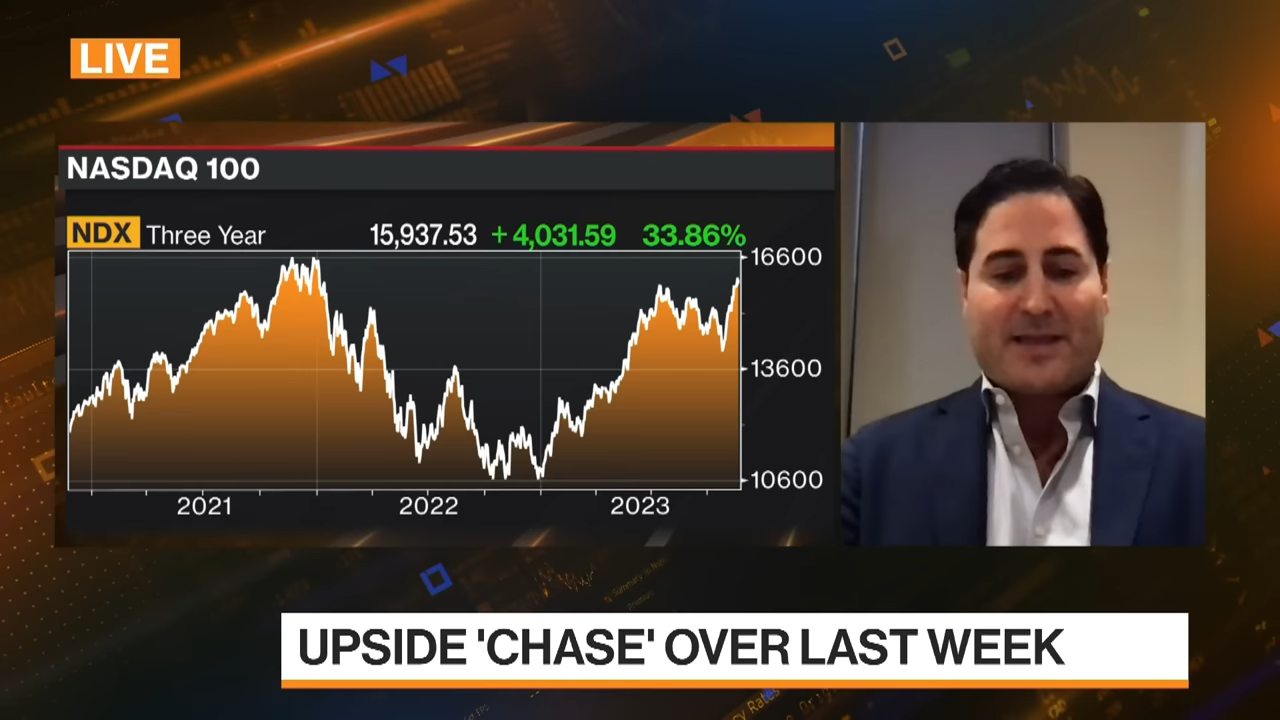 LIVE
NASDAQ 100
NDX Three Year 15,937.53 +4,031.59 33.86%
16600
13600
10600
2021 2022 2023
UPSIDE 'CHASE' OVER LAST WEEK